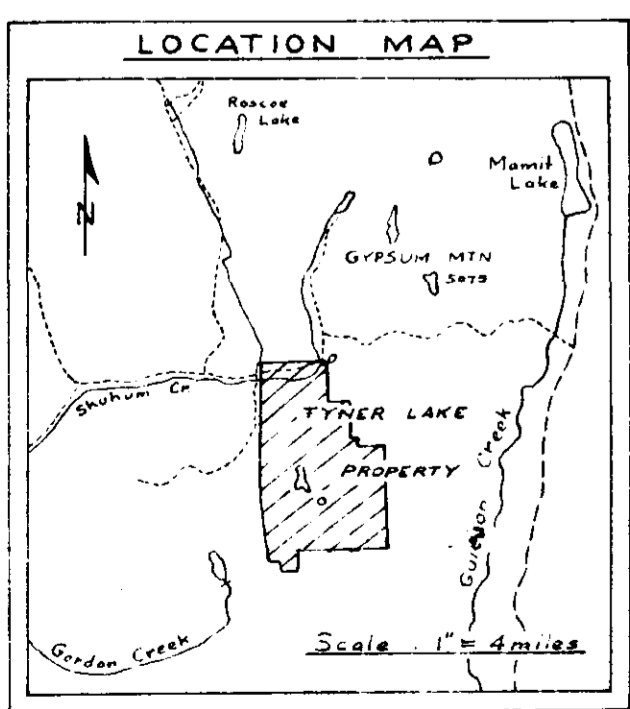 LOCATION MAP
Roscoe
Lake
Mamit
Lake
N
GYPSUM MTN
5075
Skuhum Cr
TYNER LAKE
PROPERTY
Guichon Creek
Gordon Creek
Scale . 1" = 4 miles